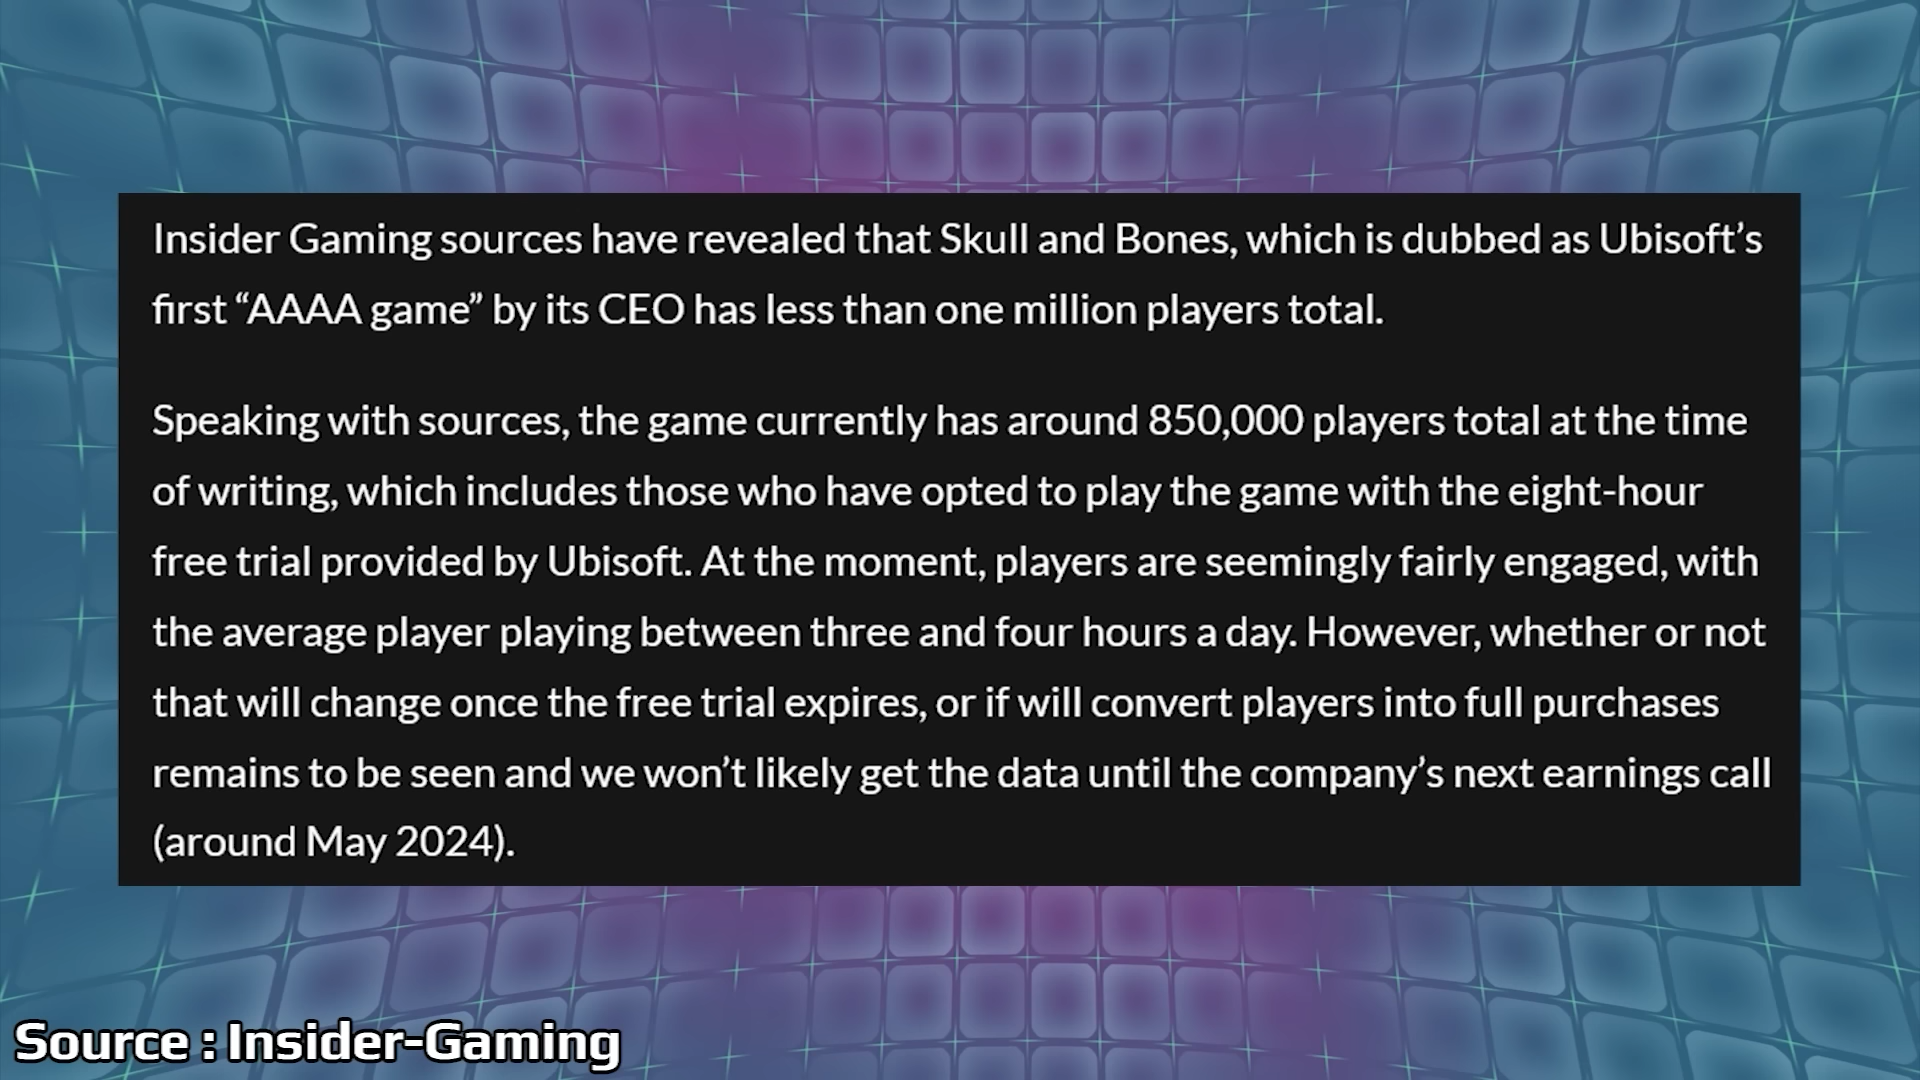 Insider Gaming sources have revealed that Skull and Bones, which is dubbed as Ubisoft’s
first “AAAA game” by its CEO has less than one million players total.
Speaking with sources, the game currently has around 850,000 players total at the time
of writing, which includes those who have opted to play the game with the eight-hour
free trial provided by Ubisoft. At the moment, players are seemingly fairly engaged, with
the average player playing between three and four hours a day. However, whether or not
that will change once the free trial expires, or if will convert players into full purchases
remains to be seen and we won’t likely get the data until the company’s next earnings call
(around May 2024).
Source : Insider-Gaming